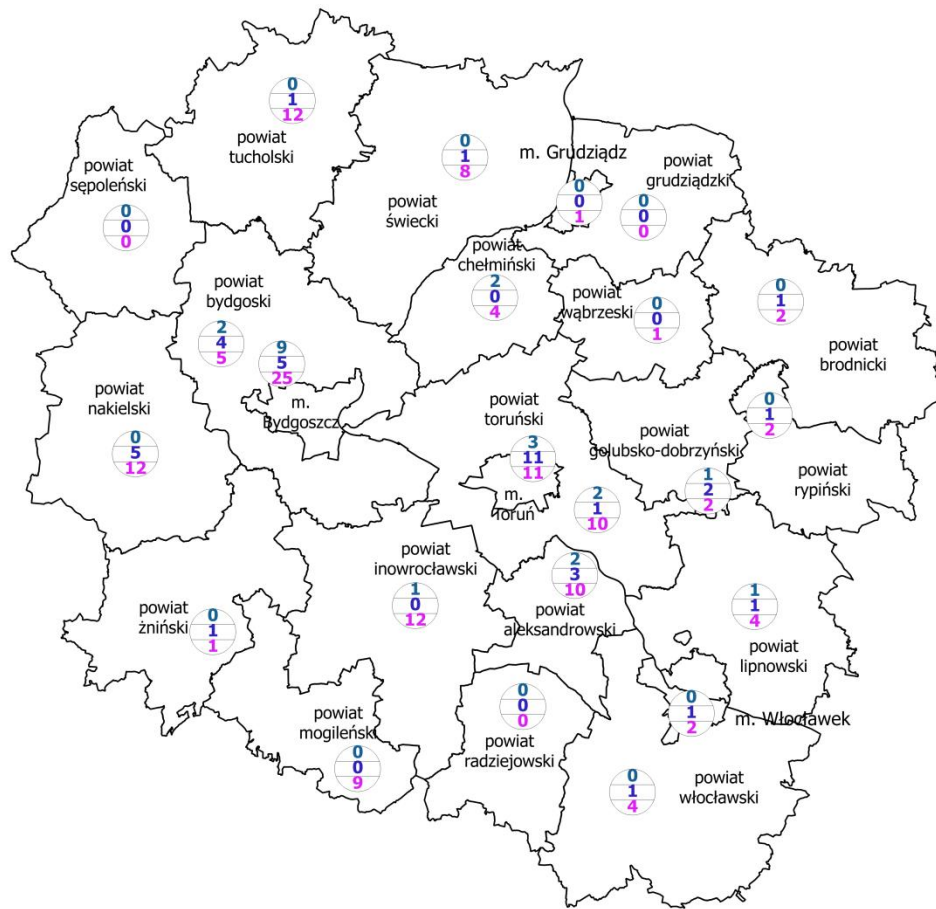 0
1
12
powiat
tucholski
powiat
sępoleński
0
0
0
0
1
8
powiat
świecki
m. Grudziądz
0
0
1
powiat
grudziądzki
0
0
0
powiat
chełmiński
2
0
4
powiat
bydgoski
2
4
5
9
5
25
m.
Bydgoszcz
powiat
wąbrzeski
0
0
1
0
1
2
powiat
brodnicki
powiat
nakielski
0
5
12
powiat
toruński
3
11
11
m.
Toruń
2
1
10
powiat
golubsko-dobrzyński
1
2
2
0
1
2
powiat
rypiński
powiat
inowrocławski
1
0
12
2
3
10
powiat
aleksandrowski
1
1
4
powiat
lipnowski
powiat
żniński
0
1
1
powiat
mogileński
0
0
9
0
0
0
powiat
radziejowski
0
1
2
m. Włocławek
0
1
4
powiat
włocławski